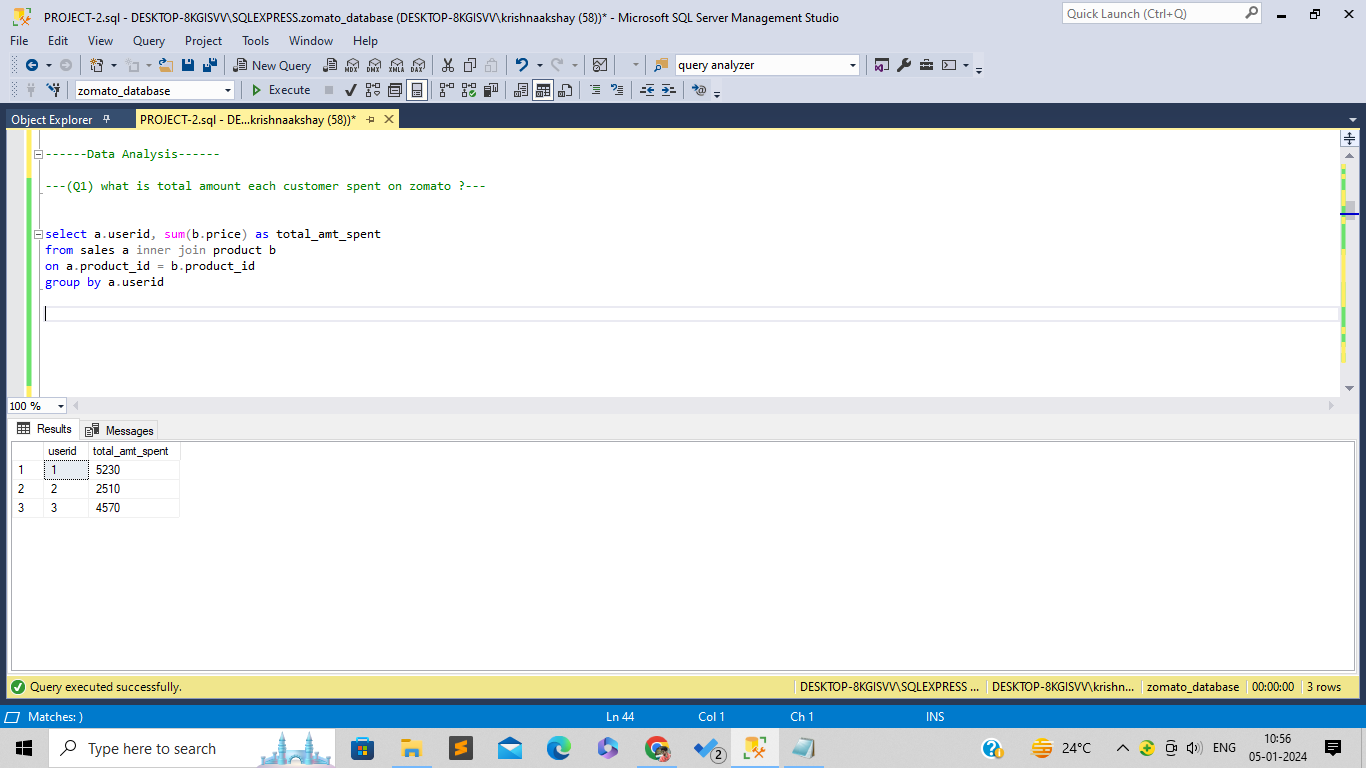 PROJECT-2.sql - DESKTOP-8KGISVV\SQLEXPRESS.zomato_database (DESKTOP-8KGISVV\krishnaakshay (58))* - Microsoft SQL Server Management Studio
Quick Launch (Ctrl+Q)
File Edit View Query Project Tools Window Help
New Query MDX DMX XMLA DAX query analyzer
zomato_database Execute
Object Explorer PROJECT-2.sql - DE...krishnaakshay (58))*
------Data Analysis------
---(Q1) what is total amount each customer spent on zomato ?---
select a.userid, sum(b.price) as total_amt_spent
from sales a inner join product b
on a.product_id = b.product_id
group by a.userid
100 %
Results Messages
userid total_amt_spent
1 1 5230
2 2 2510
3 3 4570
Query executed successfully. DESKTOP-8KGISVV\SQLEXPRESS ... DESKTOP-8KGISVV\krishn... zomato_database 00:00:00 3 rows
Matches: ) Ln 44 Col 1 Ch 1 INS
Type here to search 2 24°C ENG 10:56
05-01-2024